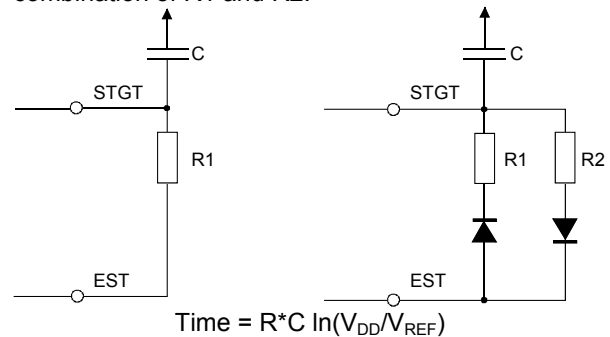 combination of R1 and R2.
C
STGT
R1
EST
C
STGT
R1
R2
EST
Time = R*C ln(VDD/VREF)